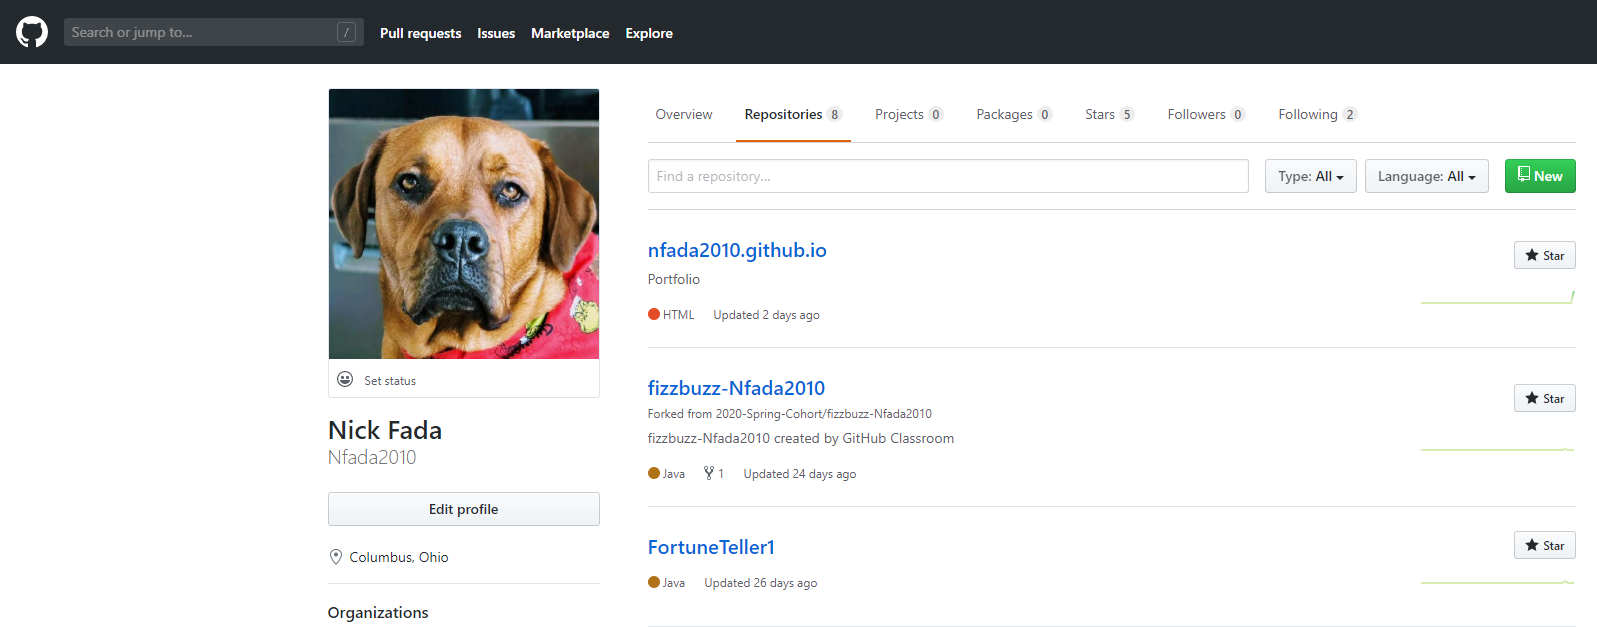 Search or jump to... /
Pull requests Issues Marketplace Explore
Overview Repositories 8 Projects 0 Packages 0 Stars 5 Followers 0 Following 2
Find a repository... Type: All Language: All New
nfada2010.github.io
Star
Portfolio
HTML Updated 2 days ago
fizzbuzz-Nfada2010
Star
Forked from 2020-Spring-Cohort/fizzbuzz-Nfada2010
fizzbuzz-Nfada2010 created by GitHub Classroom
Java 1 Updated 24 days ago
FortuneTeller1
Star
Java Updated 26 days ago
Set status
Nick Fada
Nfada2010
Edit profile
Columbus, Ohio
Organizations